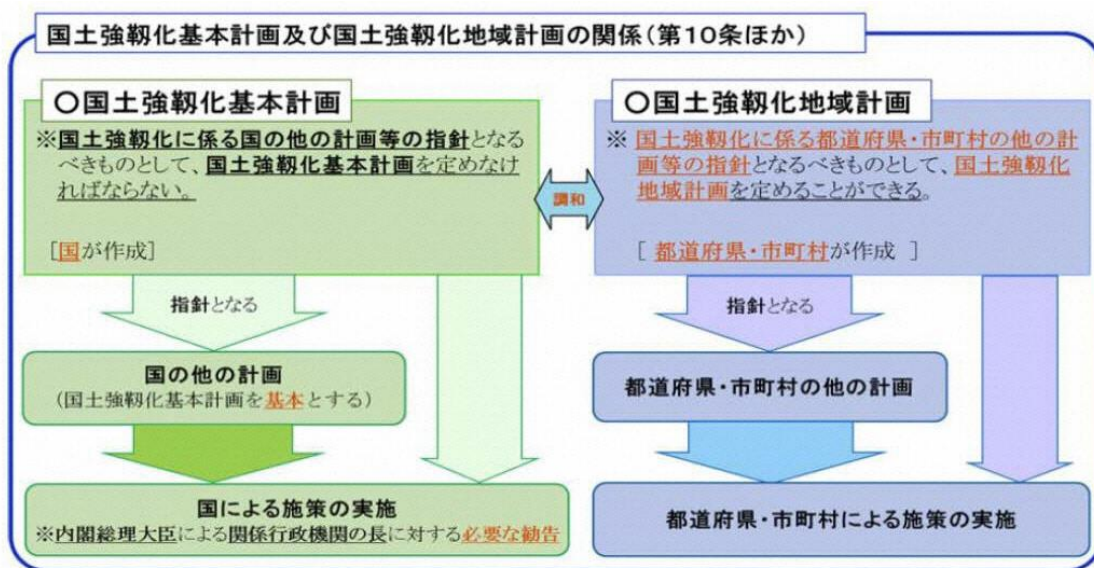 国土強靱化基本計画及び国土強靱化地域計画の関係(第10条ほか)
〇国土強靱化基本計画
※国土強靱化に係る国の他の計画等の指針となる
べきものとして、国土強靱化基本計画を定めなけ
ればならない。
[国が作成]
調和
〇国土強靱化地域計画
※ 国土強靱化に係る都道府県・市町村の他の計
画等の指針となるべきものとして、国土強靱化
地域計画を定めることができる。
[ 都道府県・市町村が作成 ]
指針となる
国の他の計画
(国土強靱化基本計画を基本とする)
国による施策の実施
※内閣総理大臣による関係行政機関の長に対する必要な勧告
指針となる
都道府県・市町村の他の計画
都道府県・市町村による施策の実施